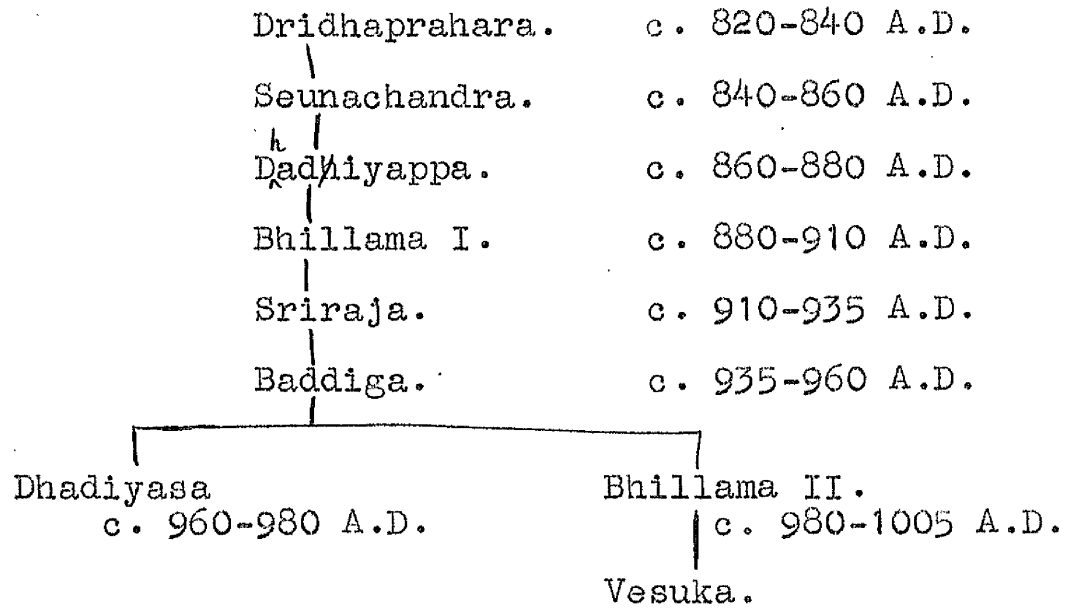 Dridhaprahara. c. 820-840 A.D.
Seunachandra. c. 840-860 A.D.
Dhadiyappa. c. 860-880 A.D.
Bhillama I. c. 880-910 A.D.
Sriraja. c. 910-935 A.D.
Baddiga. c. 935-960 A.D.
Dhadiyasa Bhillama II.
c. 960-980 A.D. c. 980-1005 A.D.
Vesuka.